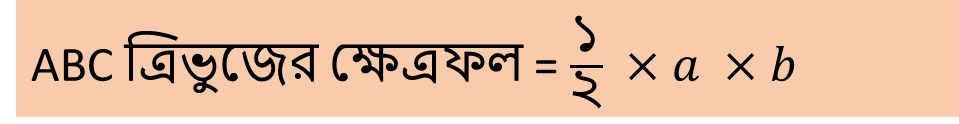 ABC ত্রিভুজের ক্ষেত্রফল = ১/২ × a × b